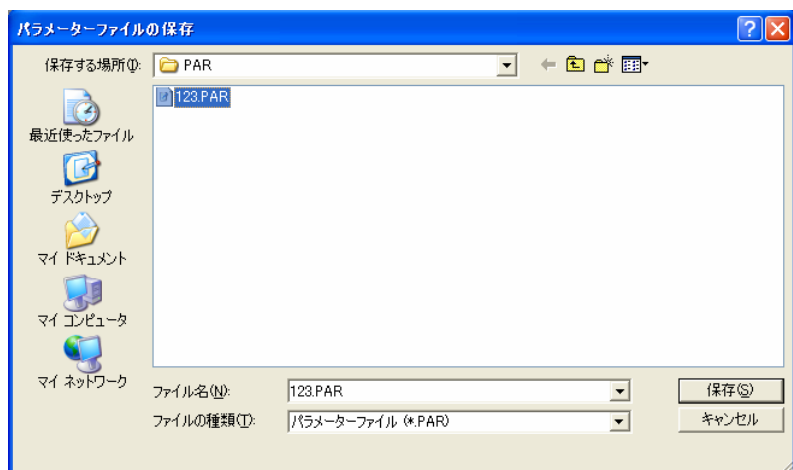 パラメーターファイルの保存
保存する場所(I):
PAR
123.PAR
最近使ったファイル
デスクトップ
マイ ドキュメント
マイ コンピュータ
マイ ネットワーク
ファイル名(N):
123.PAR
保存(S)
ファイルの種類(T):
パラメーターファイル (*.PAR)
キャンセル